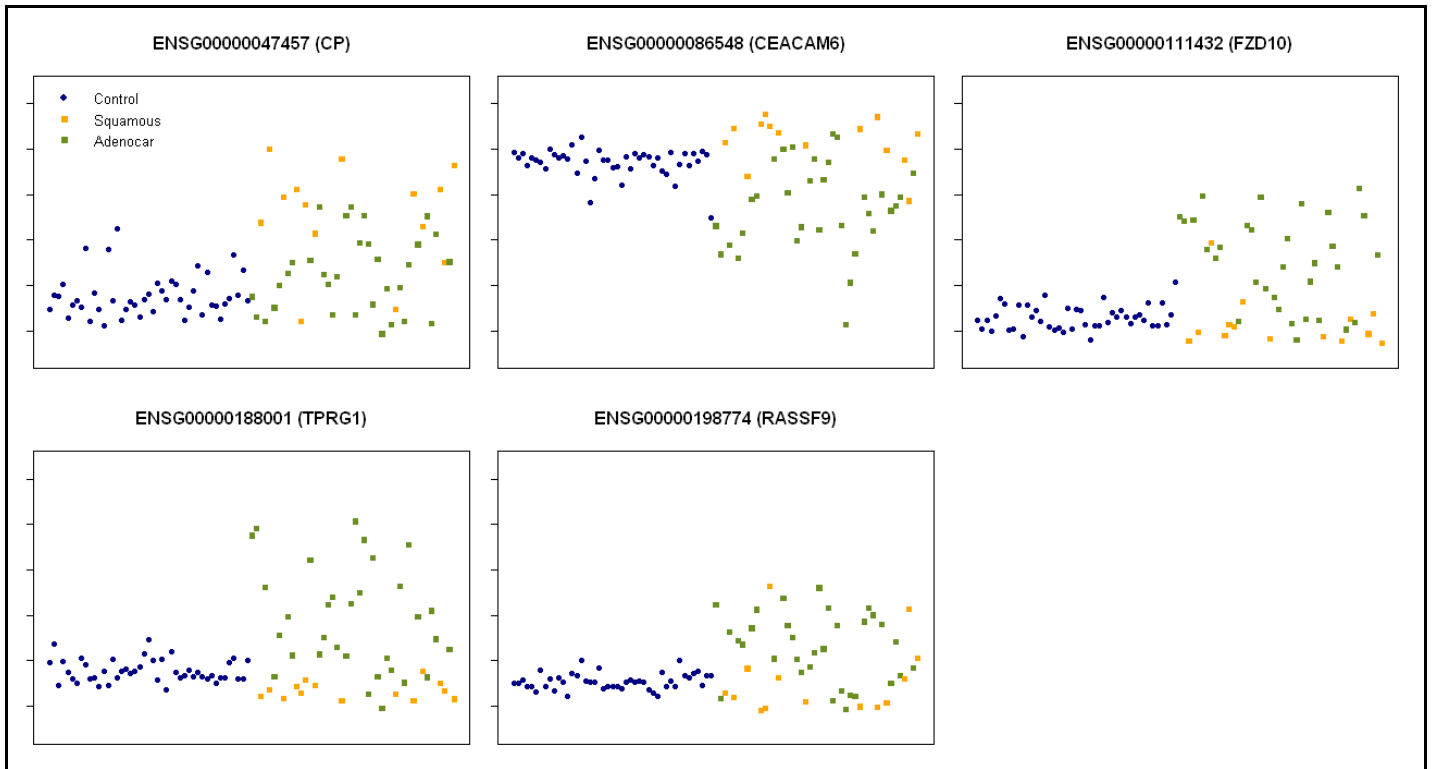 ENSG00000047457 (CP)
ENSG00000086548 (CEACAM6)
ENSG00000111432 (FZD10)
Control
Squamous
Adenocar
ENSG00000188001 (TPRG1)
ENSG00000198774 (RASSF9)